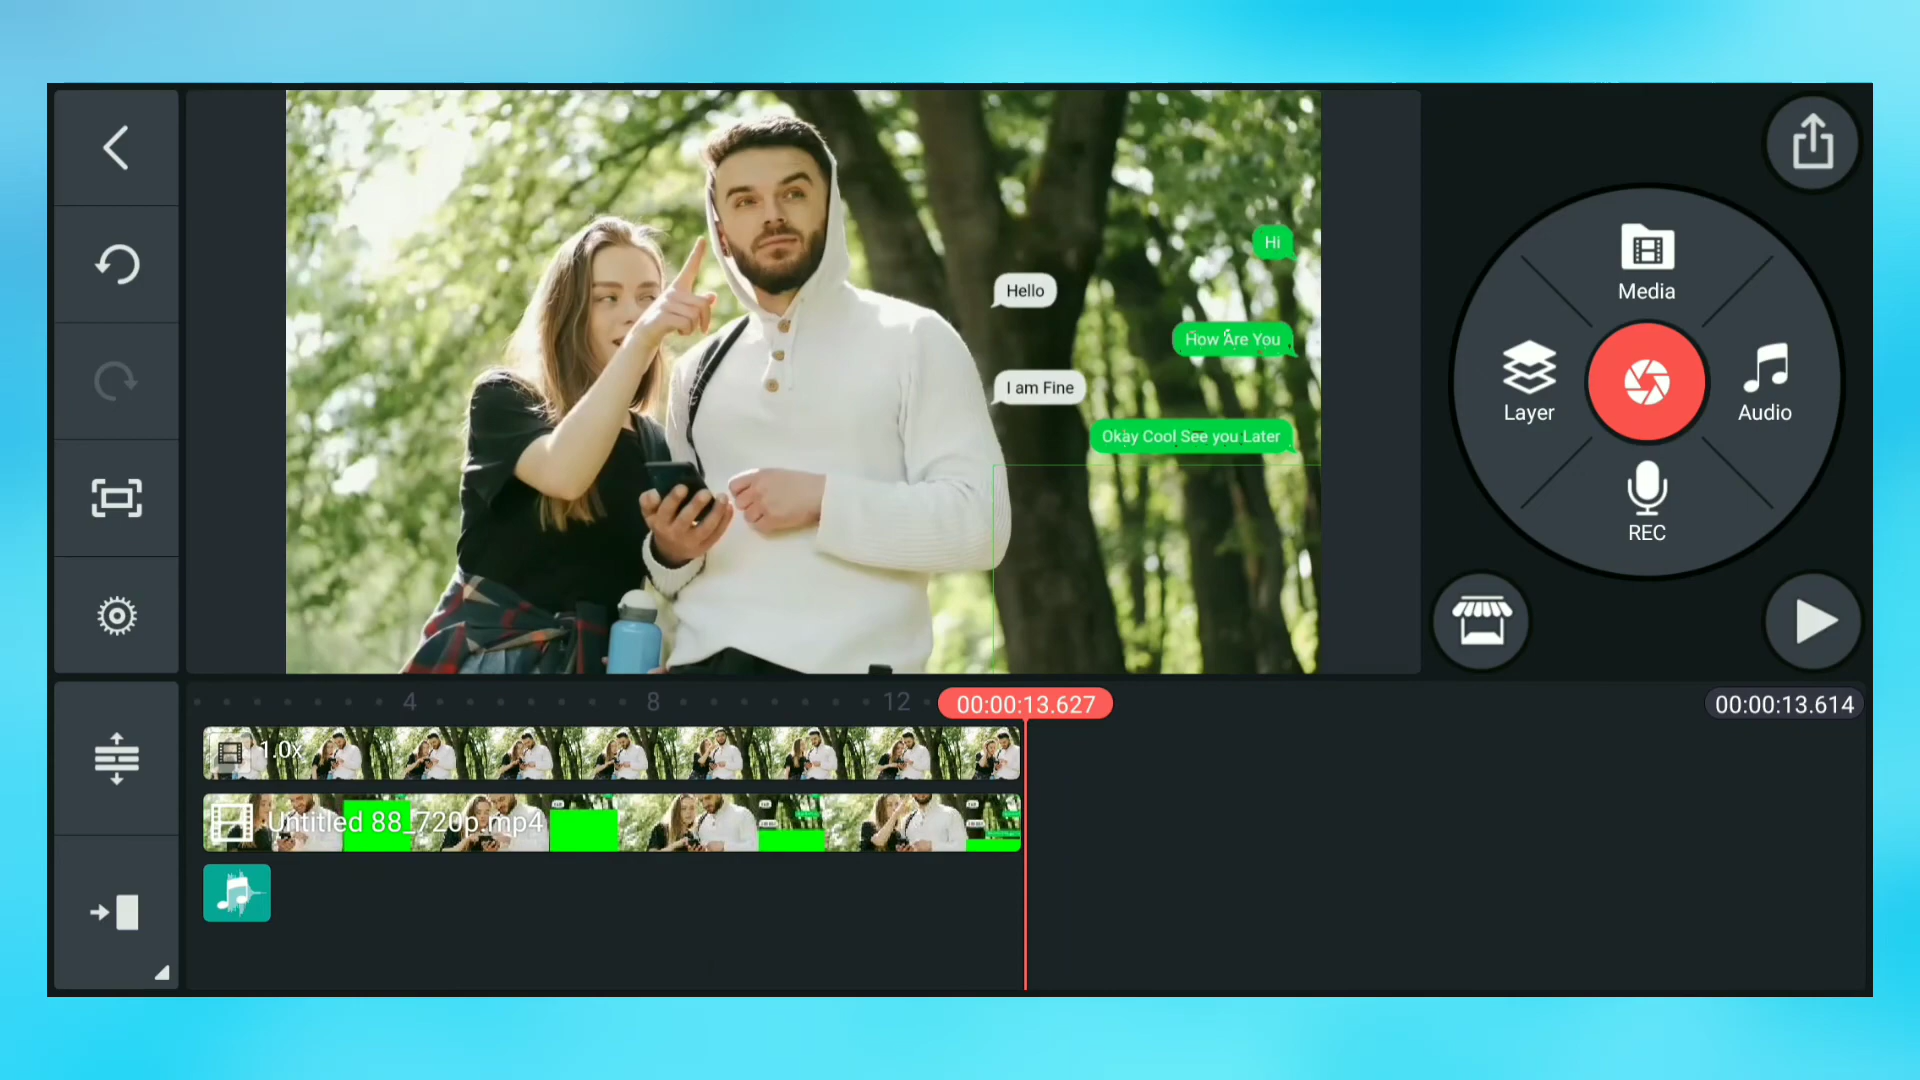 Hi
Hello
How Are You
I am Fine
Okay Cool See you Later
Media
Layer
Audio
REC
4
8
12
00:00:13.627
00:00:13.614
1.0x
Untitled 88_720p.mp4